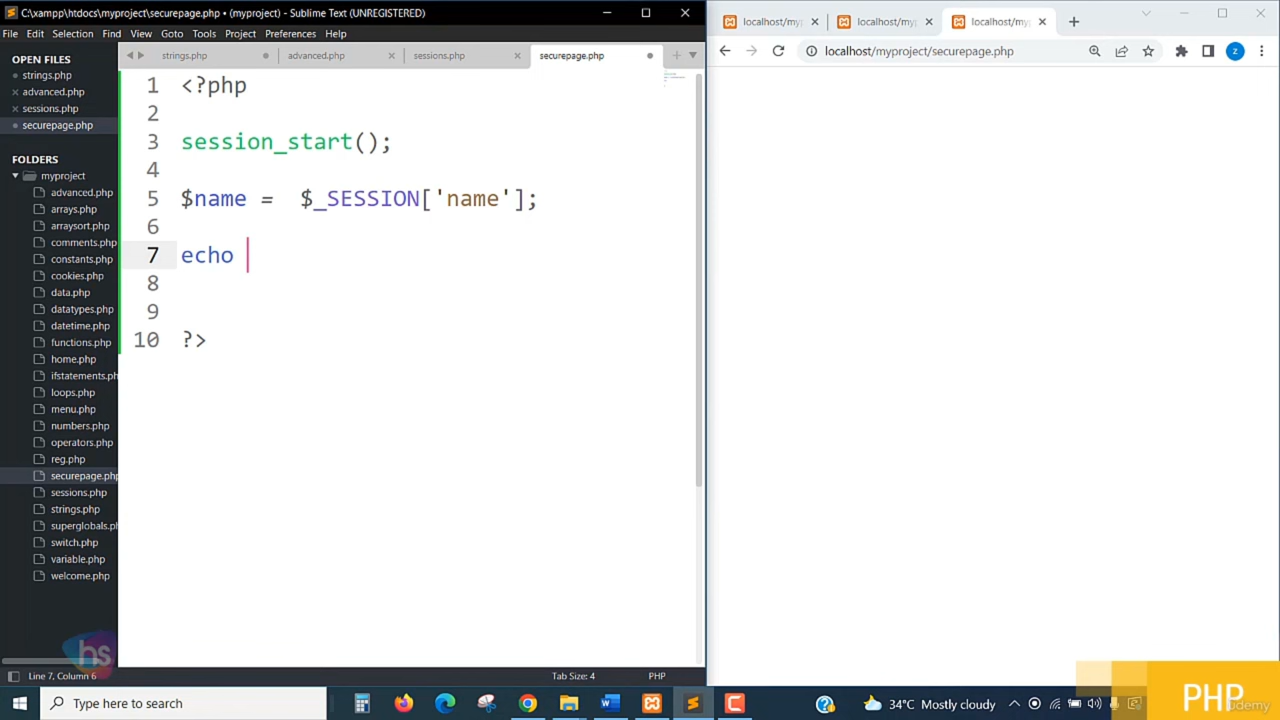 C:\xampp\htdocs\myproject\securepage.php • (myproject) - Sublime Text (UNREGISTERED)
File Edit Selection Find View Goto Tools Project Preferences Help
OPEN FILES
strings.php
advanced.php
sessions.php
securepage.php
FOLDERS
myproject
advanced.php
arrays.php
arraysort.php
comments.php
constants.php
cookies.php
data.php
datatypes.php
datetime.php
functions.php
home.php
ifstatements.ph
loops.php
menu.php
numbers.php
operators.php
reg.php
securepage.php
sessions.php
strings.php
superglobals.ph
switch.php
variable.php
welcome.php
strings.php advanced.php sessions.php securepage.php
1 <?php
2
3 session_start();
4
5 $name =  $_SESSION['name'];
6
7 echo
8
9
10 ?>
Line 7, Column 6 Tab Size: 4 PHP
localhost/my localhost/my localhost/my
localhost/myproject/securepage.php
z
hs
Type here to search
34°C Mostly cloudy
PHP
ûdemy